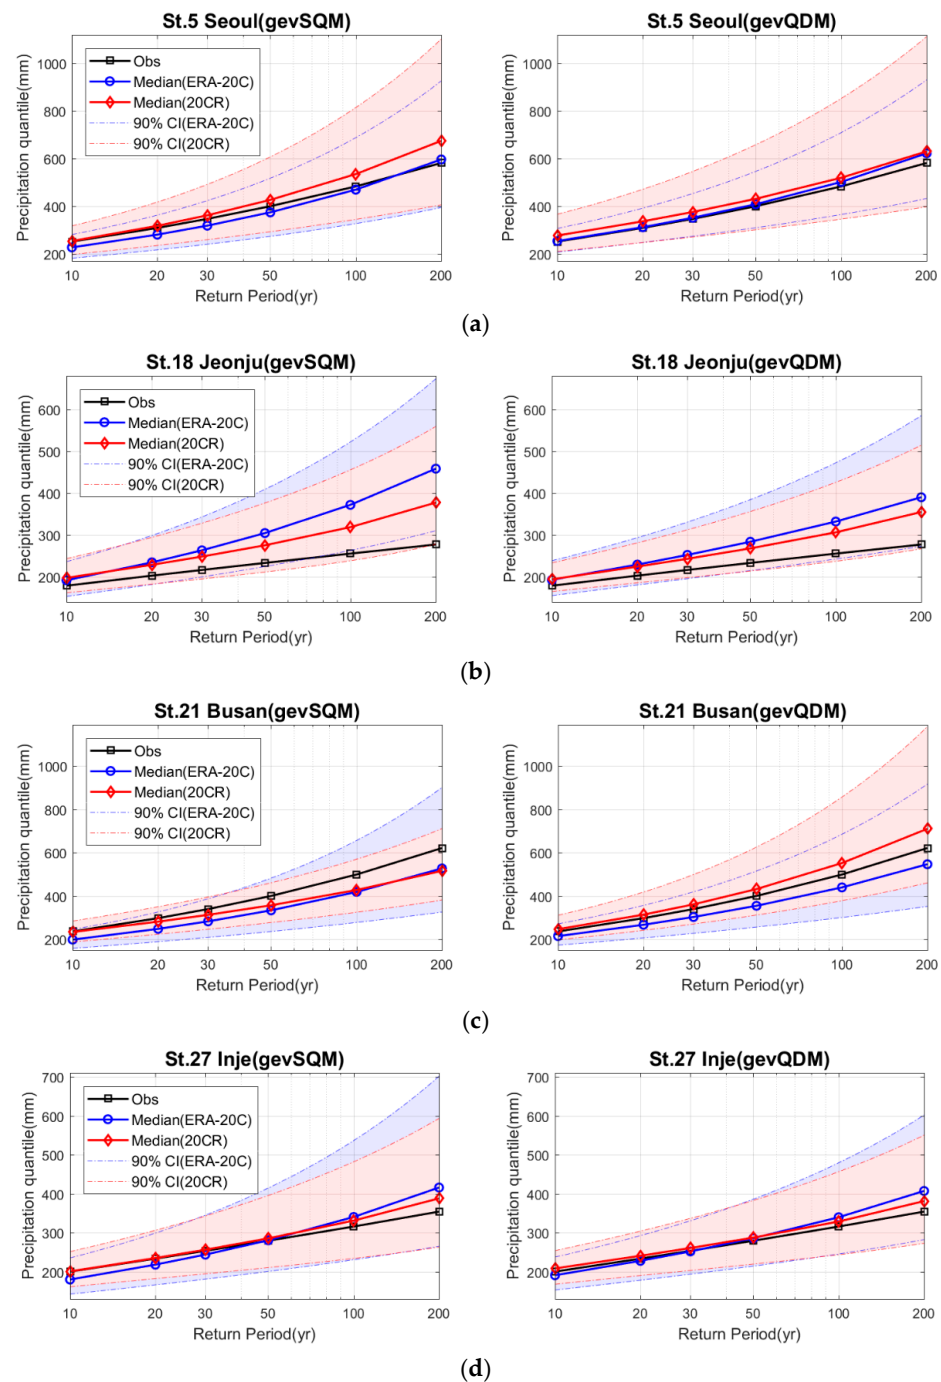 St.5 Seoul(gevSQM)
Precipitation quantile(mm)
1000
800
600
400
200
Obs
Median(ERA-20C)
Median(20CR)
90% CI(ERA-20C)
90% CI(20CR)
10 20 30 50 100 200
Return Period(yr)
St.5 Seoul(gevQDM)
Precipitation quantile(mm)
1000
800
600
400
200
10 20 30 50 100 200
Return Period(yr)
(a)
St.18 Jeonju(gevSQM)
Precipitation quantile(mm)
600
500
400
300
200
Obs
Median(ERA-20C)
Median(20CR)
90% CI(ERA-20C)
90% CI(20CR)
10 20 30 50 100 200
Return Period(yr)
St.18 Jeonju(gevQDM)
Precipitation quantile(mm)
600
500
400
300
200
10 20 30 50 100 200
Return Period(yr)
(b)
St.21 Busan(gevSQM)
Precipitation quantile(mm)
1000
800
600
400
200
Obs
Median(ERA-20C)
Median(20CR)
90% CI(ERA-20C)
90% CI(20CR)
10 20 30 50 100 200
Return Period(yr)
St.21 Busan(gevQDM)
Precipitation quantile(mm)
1000
800
600
400
200
10 20 30 50 100 200
Return Period(yr)
(c)
St.27 Inje(gevSQM)
Precipitation quantile(mm)
700
600
500
400
300
200
Obs
Median(ERA-20C)
Median(20CR)
90% CI(ERA-20C)
90% CI(20CR)
10 20 30 50 100 200
Return Period(yr)
St.27 Inje(gevQDM)
Precipitation quantile(mm)
700
600
500
400
300
200
10 20 30 50 100 200
Return Period(yr)
(d)